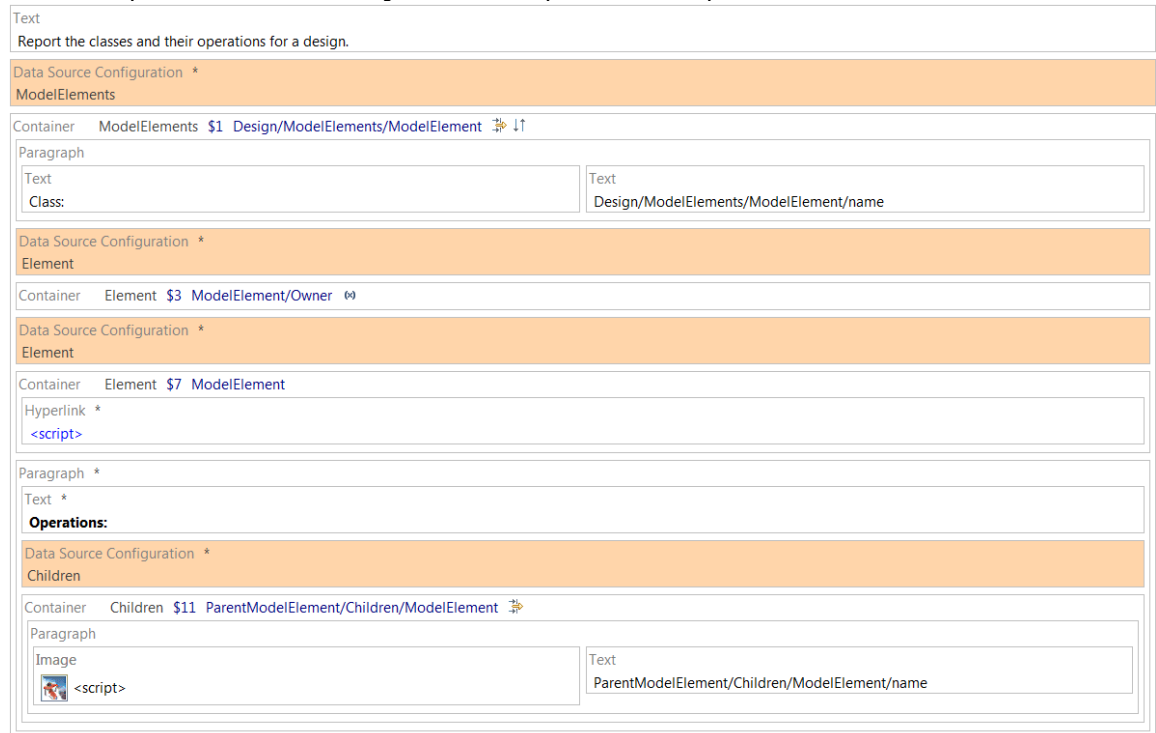 Text
Report the classes and their operations for a design.
Data Source Configuration *
ModelElements
Container ModelElements $1 Design/ModelElements/ModelElement
Paragraph
Text
Class:
Text
Design/ModelElements/ModelElement/name
Data Source Configuration *
Element
Container Element $3 ModelElement/Owner (x)
Data Source Configuration *
Element
Container Element $7 ModelElement
Hyperlink *
<script>
Paragraph *
Text *
Operations:
Data Source Configuration *
Children
Container Children $11 ParentModelElement/Children/ModelElement
Paragraph
Image
<script>
Text
ParentModelElement/Children/ModelElement/name